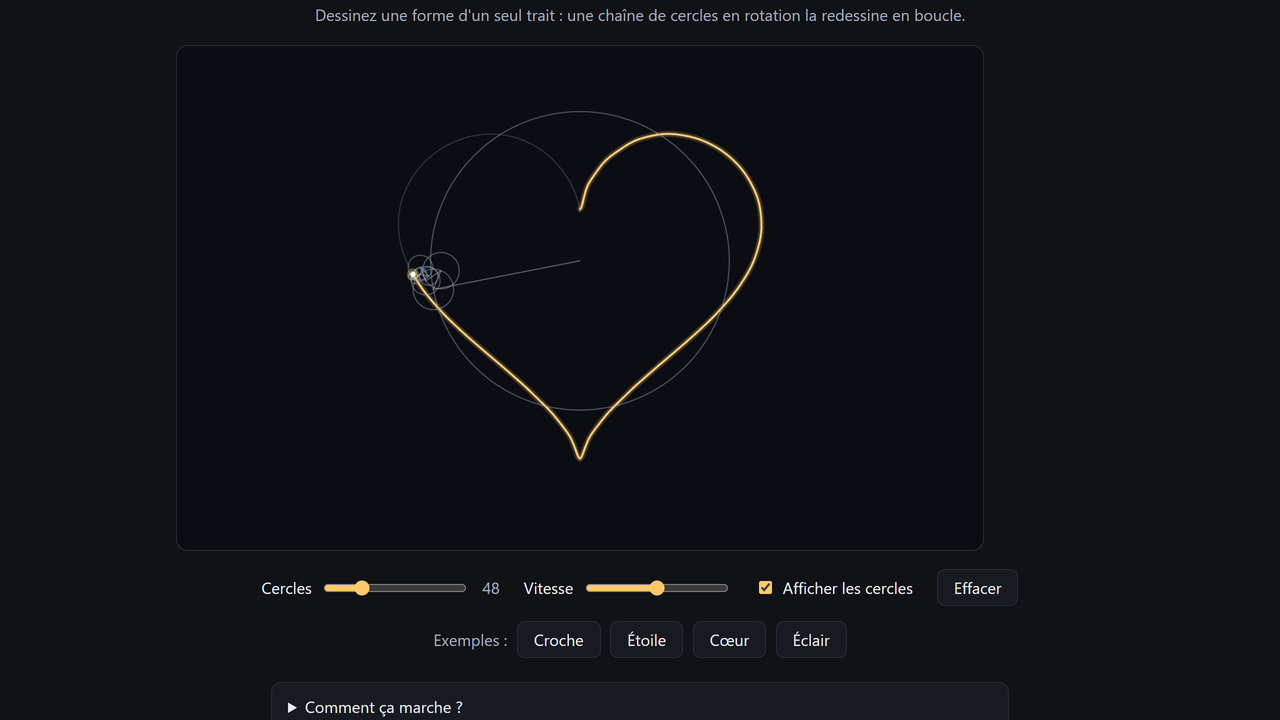 Dessinez une forme d'un seul trait : une chaîne de cercles en rotation la redessine en boucle.
Cercles 48 Vitesse Afficher les cercles Effacer
Exemples : Croche Étoile Cœur Éclair
Comment ça marche ?